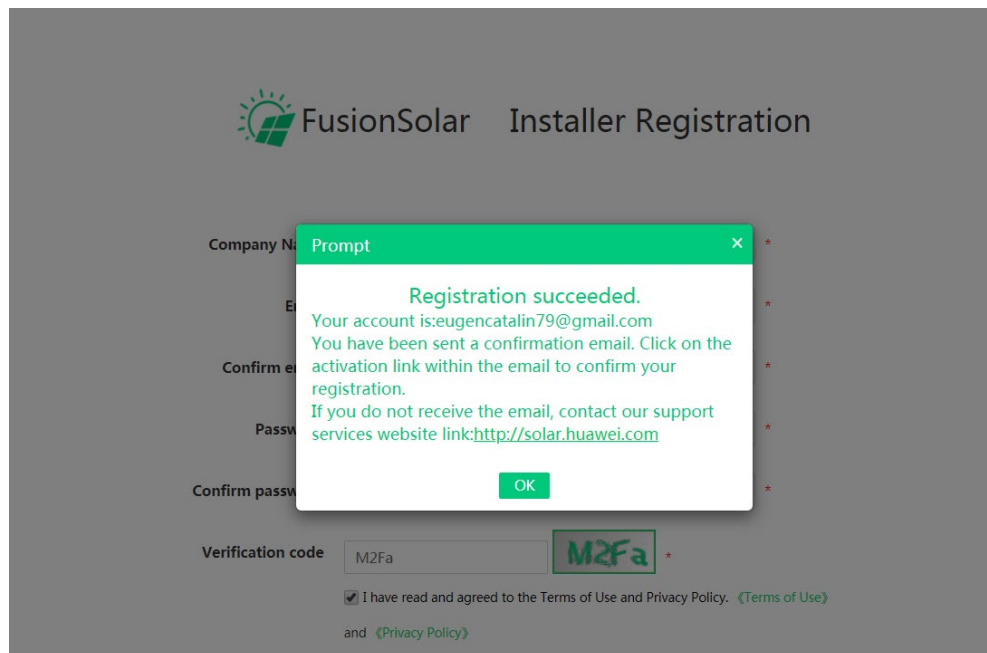 FusionSolar Installer Registration
Company Na
Prompt ×
*
Registration succeeded.
Your account is:eugencatalin79@gmail.com
You have been sent a confirmation email. Click on the
activation link within the email to confirm your
registration.
If you do not receive the email, contact our support
services website link:http://solar.huawei.com
OK
Em
*
Confirm em
*
Passw
*
Confirm passw
*
Verification code M2Fa M2Fa *
I have read and agreed to the Terms of Use and Privacy Policy. 《Terms of Use》
and 《Privacy Policy》